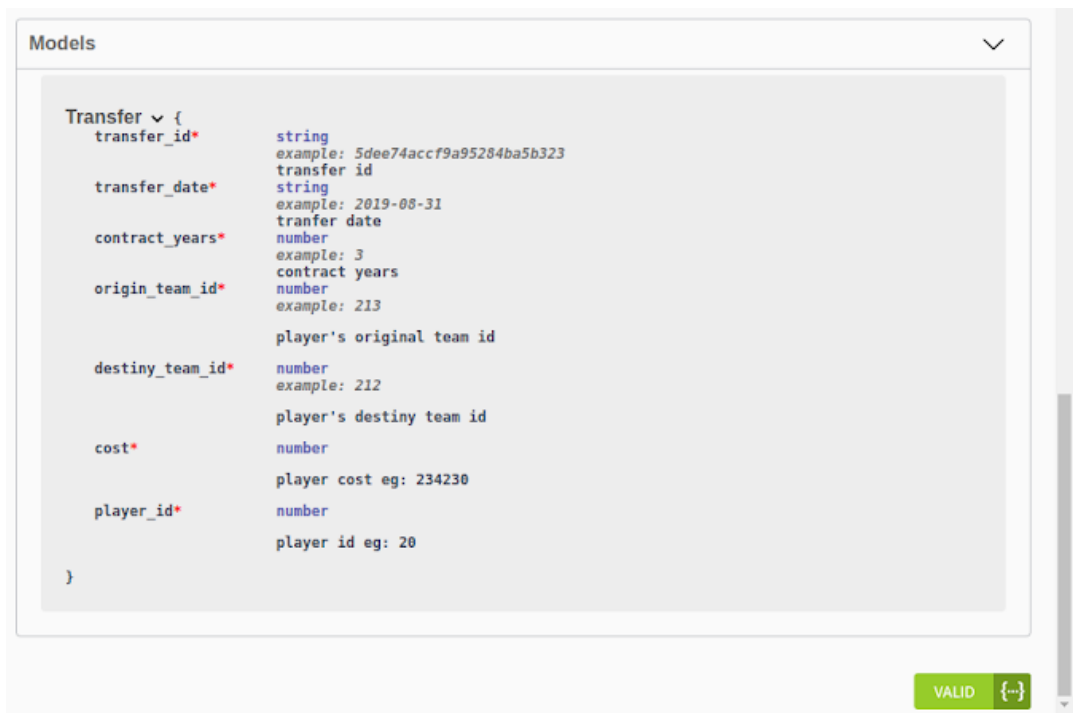 Models
Transfer {
transfer_id* string
example: 5dee74accf9a95284ba5b323
transfer id
transfer_date* string
example: 2019-08-31
tranfer date
contract_years* number
example: 3
contract years
origin_team_id* number
example: 213
player's original team id
destiny_team_id* number
example: 212
player's destiny team id
cost* number
player cost eg: 234230
player_id* number
player id eg: 20
}
VALID {···}